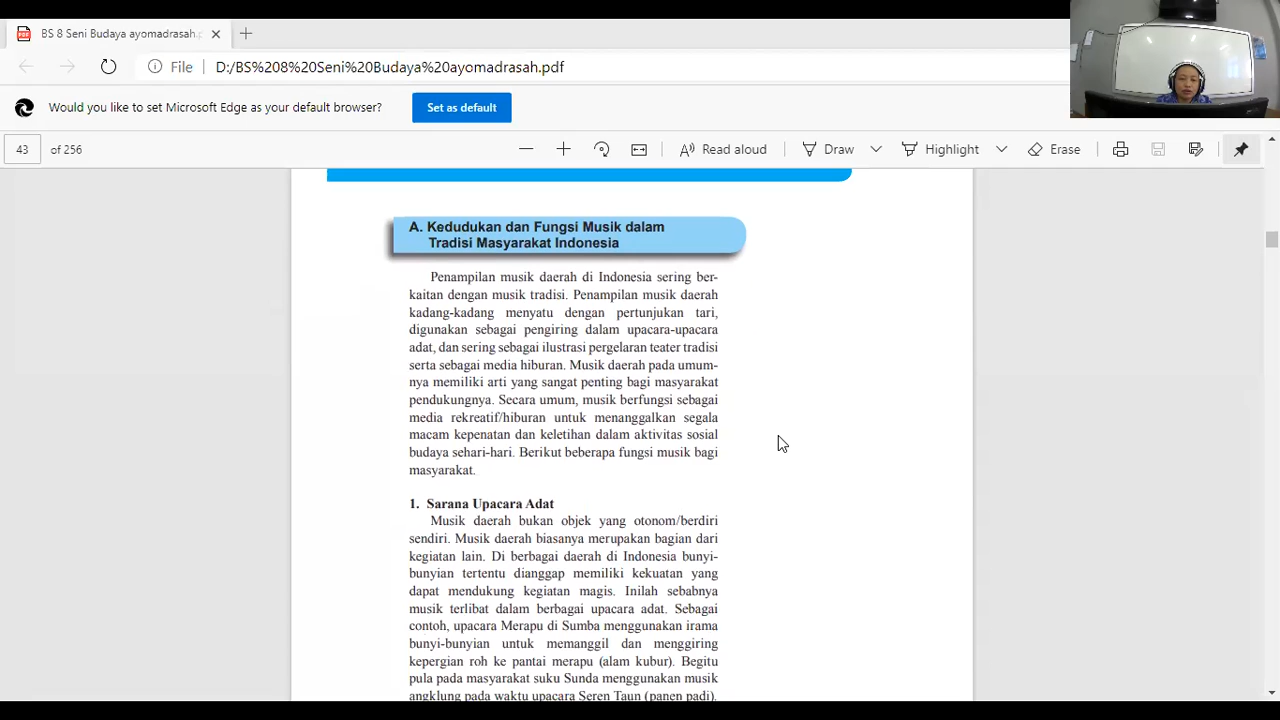 BS 8 Seni Budaya ayomadrasah.p
File D:/BS%208%20Seni%20Budaya%20ayomadrasah.pdf
Would you like to set Microsoft Edge as your default browser? Set as default
43 of 256 Read aloud Draw Highlight Erase
A. Kedudukan dan Fungsi Musik dalam
Tradisi Masyarakat Indonesia
Penampilan musik daerah di Indonesia sering ber-
kaitan dengan musik tradisi. Penampilan musik daerah
kadang-kadang menyatu dengan pertunjukan tari,
digunakan sebagai pengiring dalam upacara-upacara
adat, dan sering sebagai ilustrasi pergelaran teater tradisi
serta sebagai media hiburan. Musik daerah pada umum-
nya memiliki arti yang sangat penting bagi masyarakat
pendukungnya. Secara umum, musik berfungsi sebagai
media rekreatif/hiburan untuk menanggalkan segala
macam kepenatan dan keletihan dalam aktivitas sosial
budaya sehari-hari. Berikut beberapa fungsi musik bagi
masyarakat.
1. Sarana Upacara Adat
Musik daerah bukan objek yang otonom/berdiri
sendiri. Musik daerah biasanya merupakan bagian dari
kegiatan lain. Di berbagai daerah di Indonesia bunyi-
bunyian tertentu dianggap memiliki kekuatan yang
dapat mendukung kegiatan magis. Inilah sebabnya
musik terlibat dalam berbagai upacara adat. Sebagai
contoh, upacara Merapu di Sumba menggunakan irama
bunyi-bunyian untuk memanggil dan menggiring
kepergian roh ke pantai merapu (alam kubur). Begitu
pula pada masyarakat suku Sunda menggunakan musik
angklung pada waktu upacara Seren Taun (panen padi).